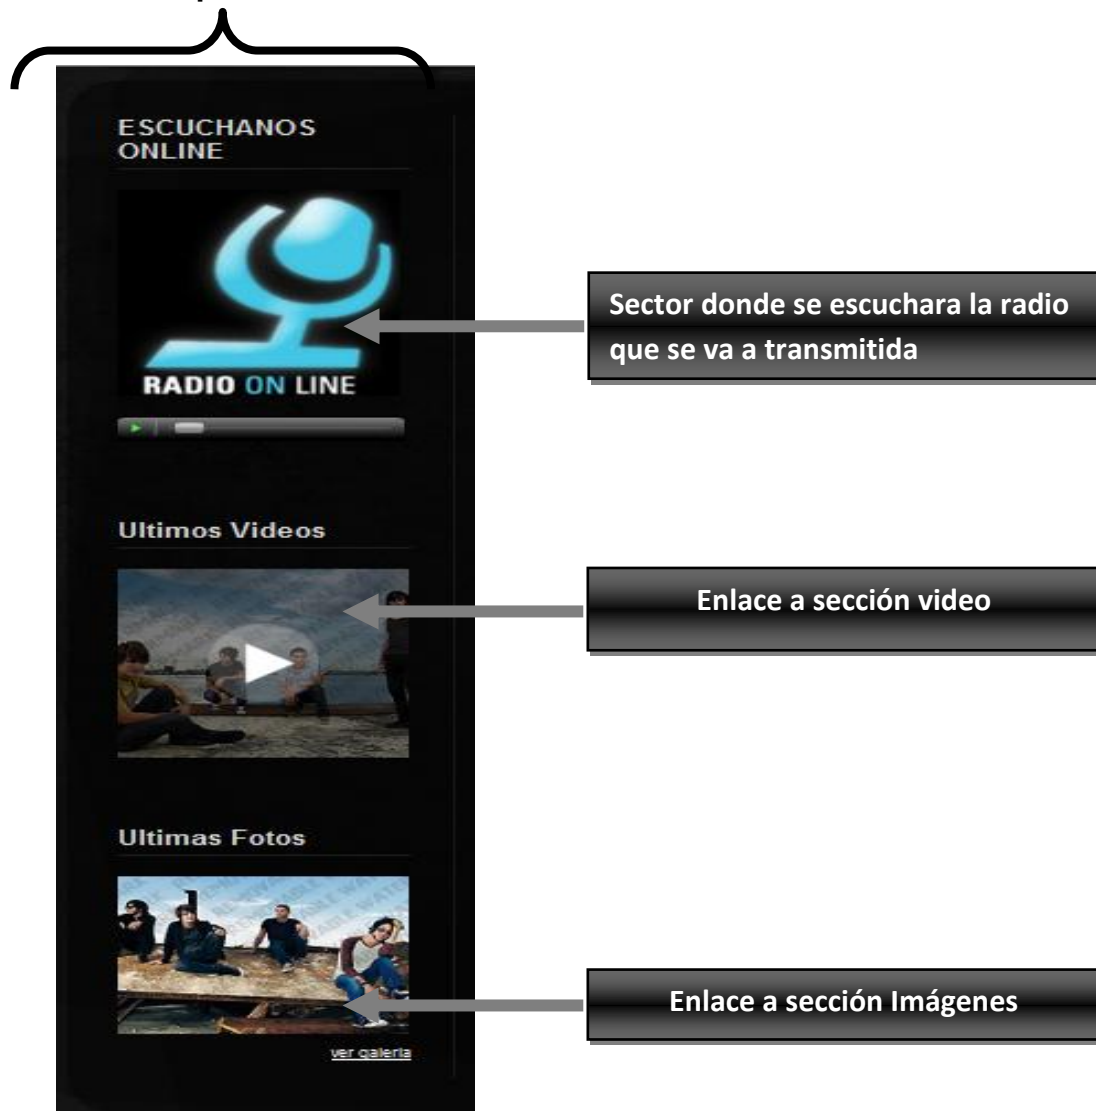 ESCUCHANOS
ONLINE
RADIO ON LINE
Sector donde se escuchara la radio
que se va a transmitida
Ultimos Videos
Enlace a sección video
Ultimas Fotos
Enlace a sección Imágenes
ver galeria